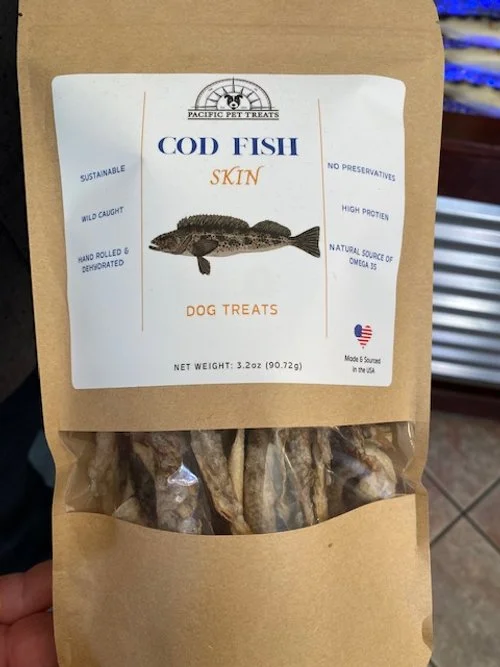 PACIFIC PET TREATS
COD FISH
SKIN
SUSTAINABLE
WILD CAUGHT
HAND ROLLED &
DEHYDRATED
NO PRESERVATIVES
HIGH PROTIEN
NATURAL SOURCE OF
OMEGA 3S
DOG TREATS
Made & Sourced
in the USA
NET WEIGHT: 3.2oz (90.72g)